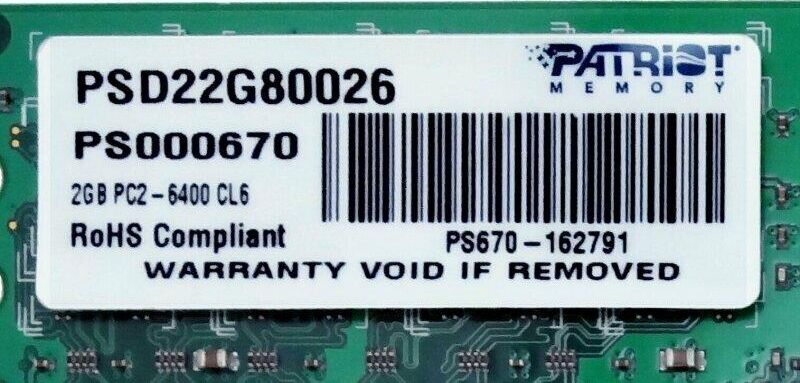 PATRIOT
MEMORY
PSD22G80026
PS000670
2GB PC2-6400 CL6
RoHS Compliant
PS670-162791
WARRANTY VOID IF REMOVED